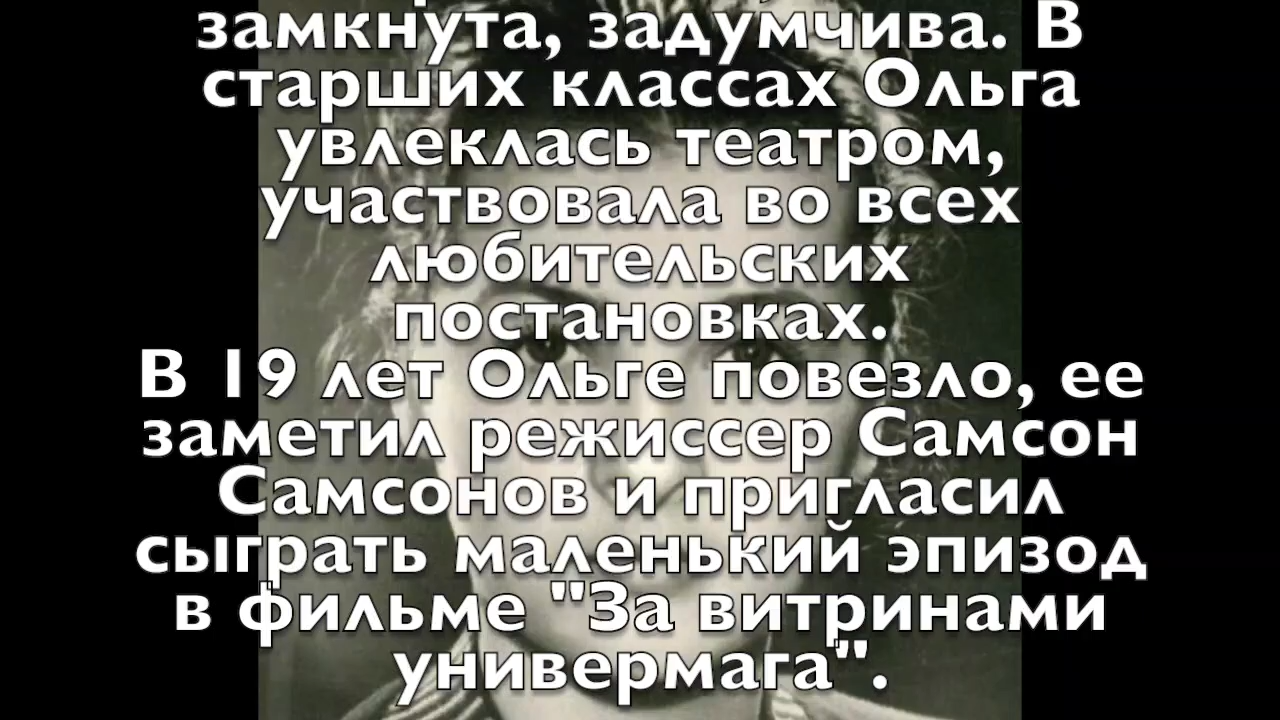 замкнута, задумчива. В
старших классах Ольга
увлеклась театром,
участвовала во всех
любительских
постановках.
В 19 лет Ольге повезло, ее
заметил режиссер Самсон
Самсонов и пригласил
сыграть маленький эпизод
в фильме "За витринами
универмага".